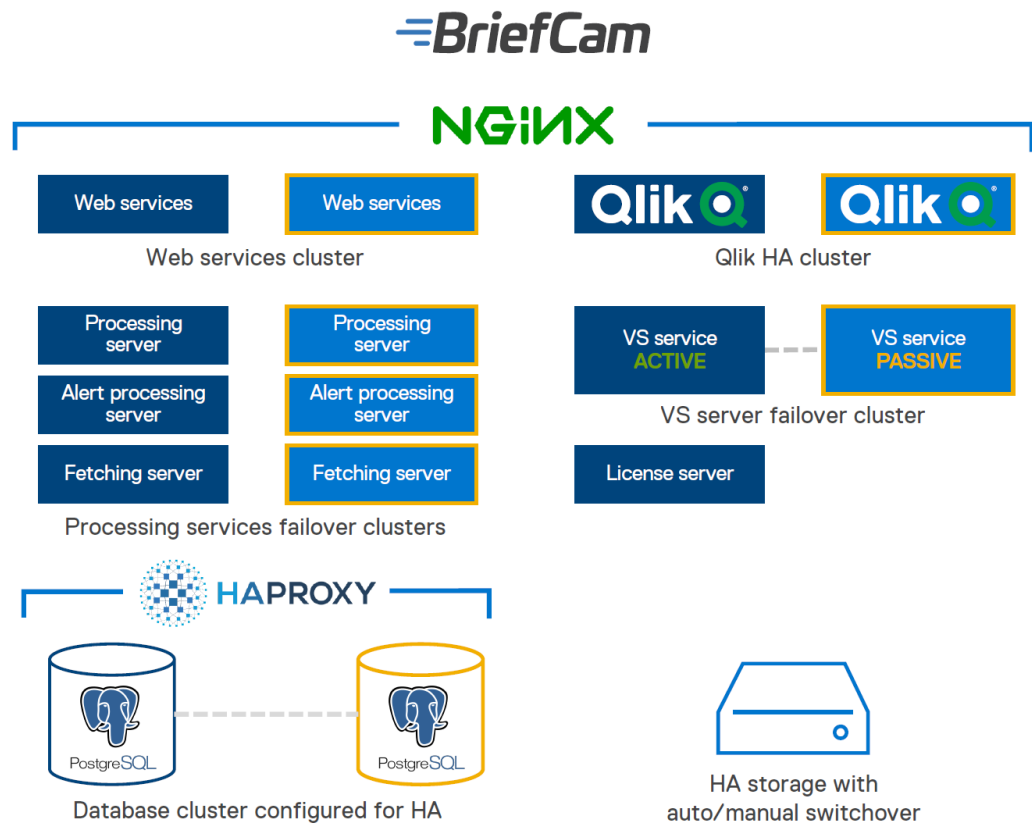 BriefCam
NGINX
Web services
Web services
Web services cluster
Qlik
Qlik
Qlik HA cluster
Processing
server
Processing
server
Alert processing
server
Alert processing
server
Fetching server
Fetching server
Processing services failover clusters
VS service
ACTIVE
VS service
PASSIVE
VS server failover cluster
License server
HAPROXY
PostgreSQL
PostgreSQL
Database cluster configured for HA
HA storage with
auto/manual switchover